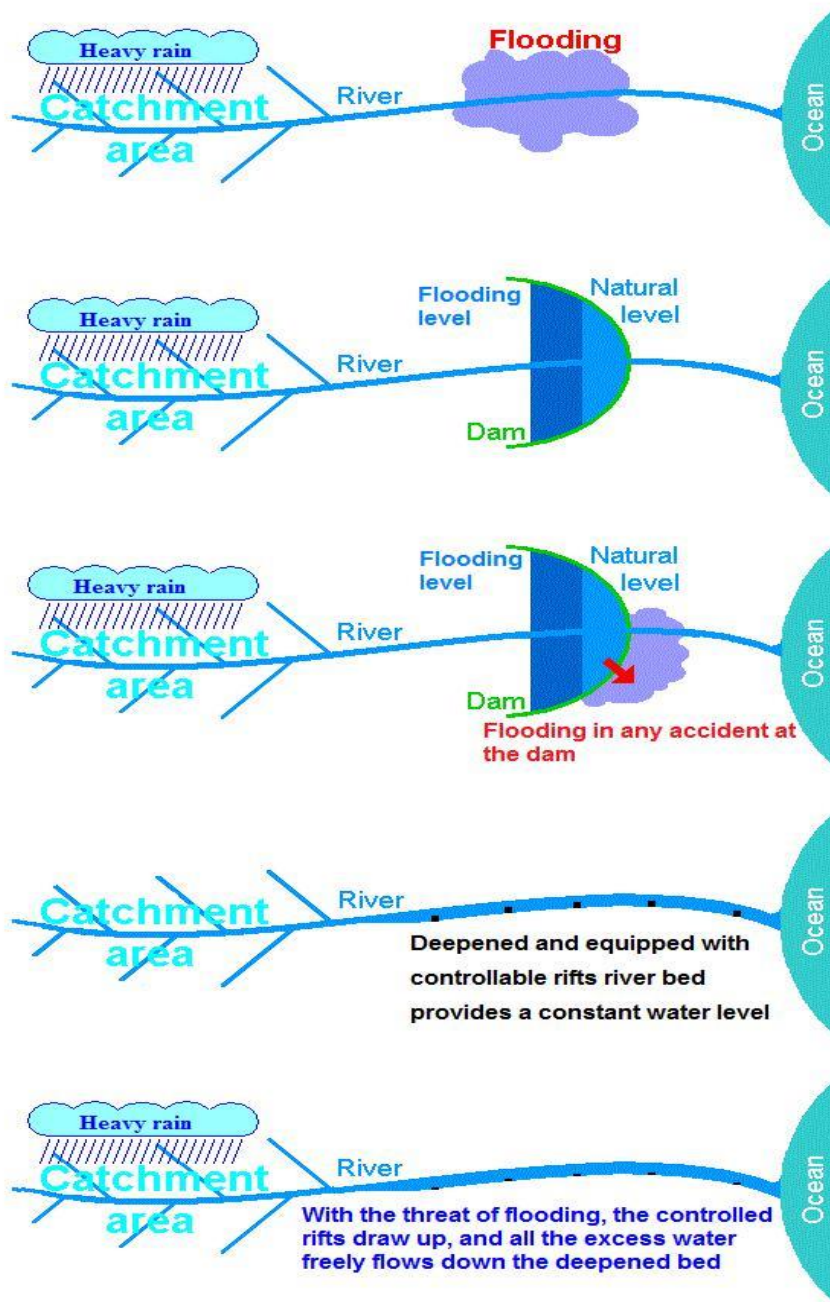 Heavy rain
Flooding
Catchment
area
River
Ocean
Heavy rain
Catchment
area
River
Flooding
level
Natural
level
Dam
Ocean
Heavy rain
Catchment
area
River
Flooding
level
Natural
level
Dam
Flooding in any accident at
the dam
Ocean
Catchment
area
River
Deepened and equipped with
controllable rifts river bed
provides a constant water level
Ocean
Heavy rain
Catchment
area
River
With the threat of flooding, the controlled
rifts draw up, and all the excess water
freely flows down the deepened bed
Ocean